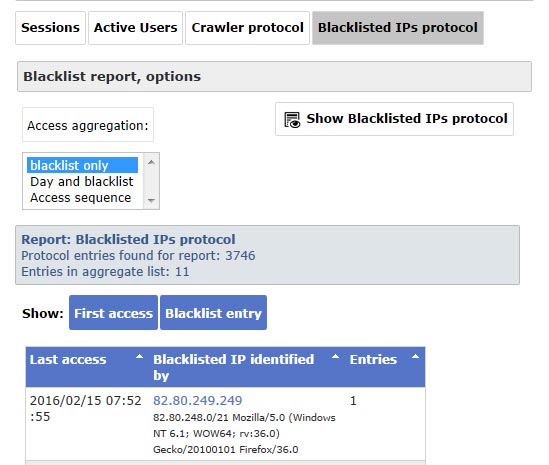 Sessions Active Users Crawler protocol Blacklisted IPs protocol
Blacklist report, options
Access aggregation:
Show Blacklisted IPs protocol
blacklist only
Day and blacklist
Access sequence
Report: Blacklisted IPs protocol
Protocol entries found for report: 3746
Entries in aggregate list: 11
Show: First access Blacklist entry
Last access Blacklisted IP identified by Entries
2016/02/15 07:52:55 82.80.249.249 1
82.80.248.0/21 Mozilla/5.0 (Windows
NT 6.1; WOW64; rv:36.0)
Gecko/20100101 Firefox/36.0